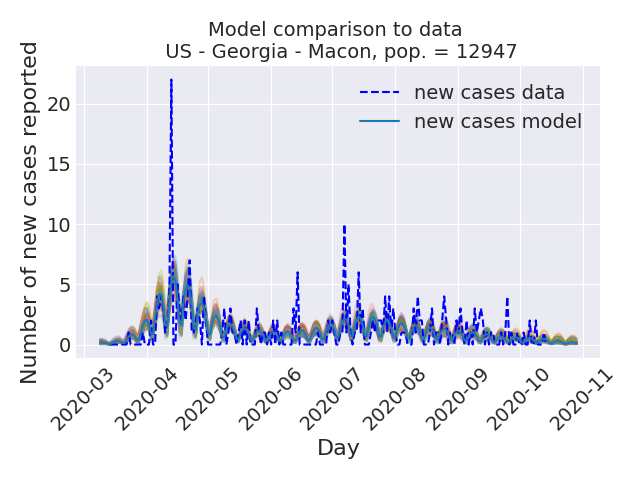 Model comparison to data
US - Georgia - Macon, pop. = 12947
new cases data
new cases model
Number of new cases reported
20
15
10
5
0
2020-03
2020-04
2020-05
2020-06
2020-07
2020-08
2020-09
2020-10
2020-11
Day